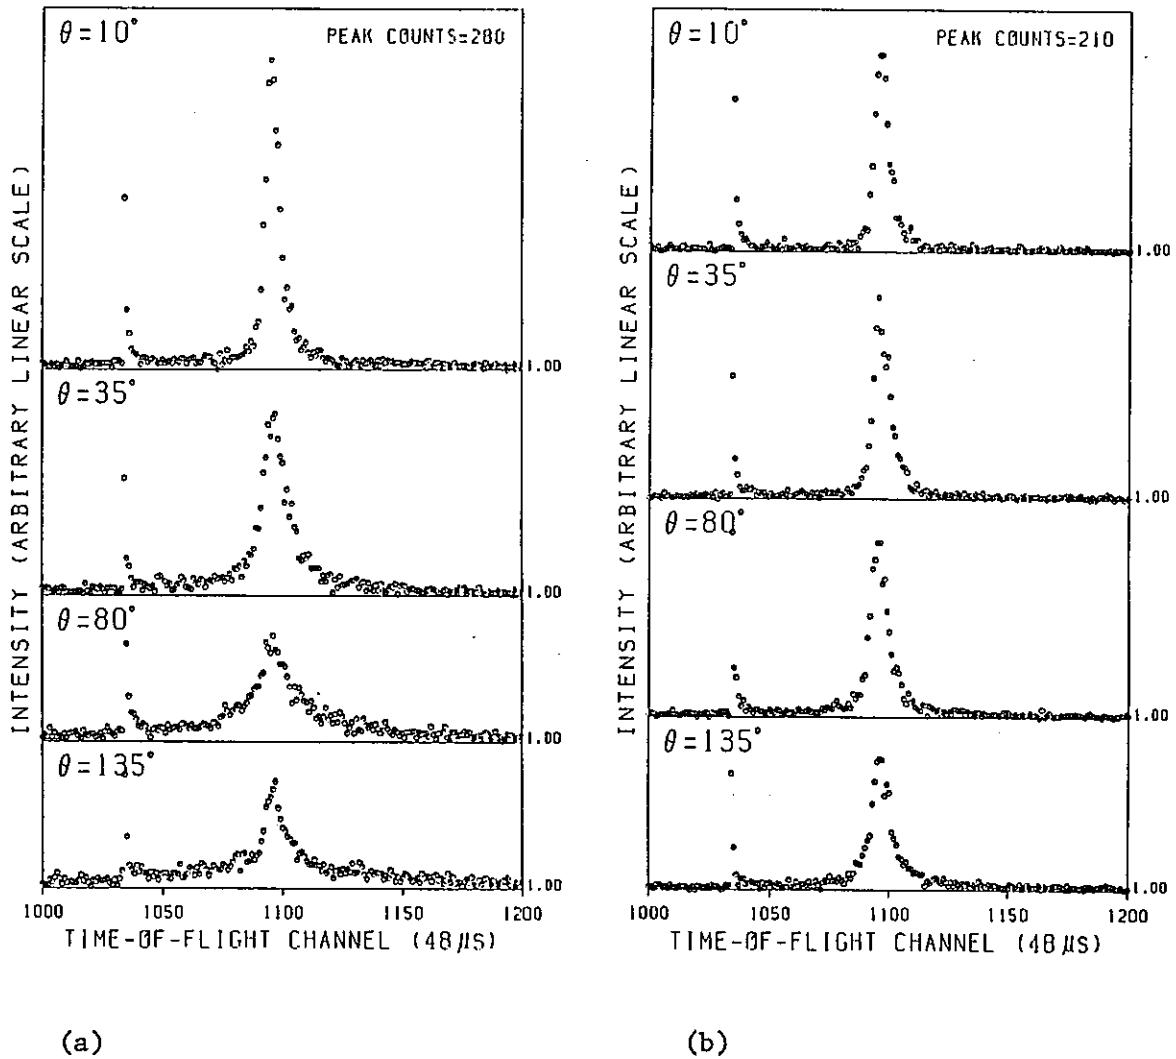 θ=10° PEAK COUNTS=280
1.00
θ=35°
1.00
θ=80°
1.00
θ=135°
1.00
1000 1050 1100 1150 1200
TIME-OF-FLIGHT CHANNEL (48μS)
INTENSITY (ARBITRARY LINEAR SCALE)
(a)
θ=10° PEAK COUNTS=210
1.00
θ=35°
1.00
θ=80°
1.00
θ=135°
1.00
1000 1050 1100 1150 1200
TIME-OF-FLIGHT CHANNEL (48μS)
INTENSITY (ARBITRARY LINEAR SCALE)
(b)